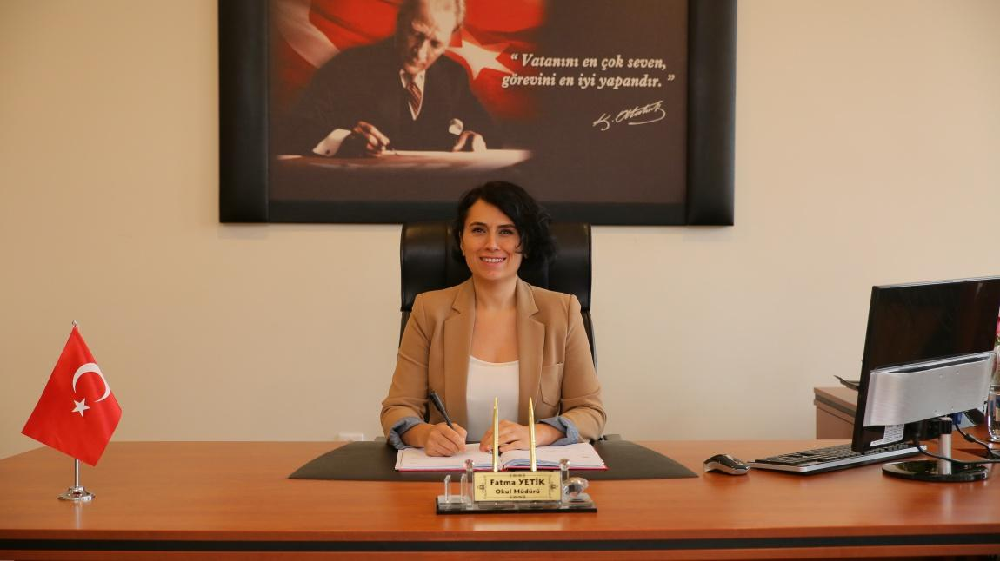 “ Vatanını en çok seven,
görevini en iyi yapandır. ”
K. Atatürk
Fatma YETİK
Okul Müdürü